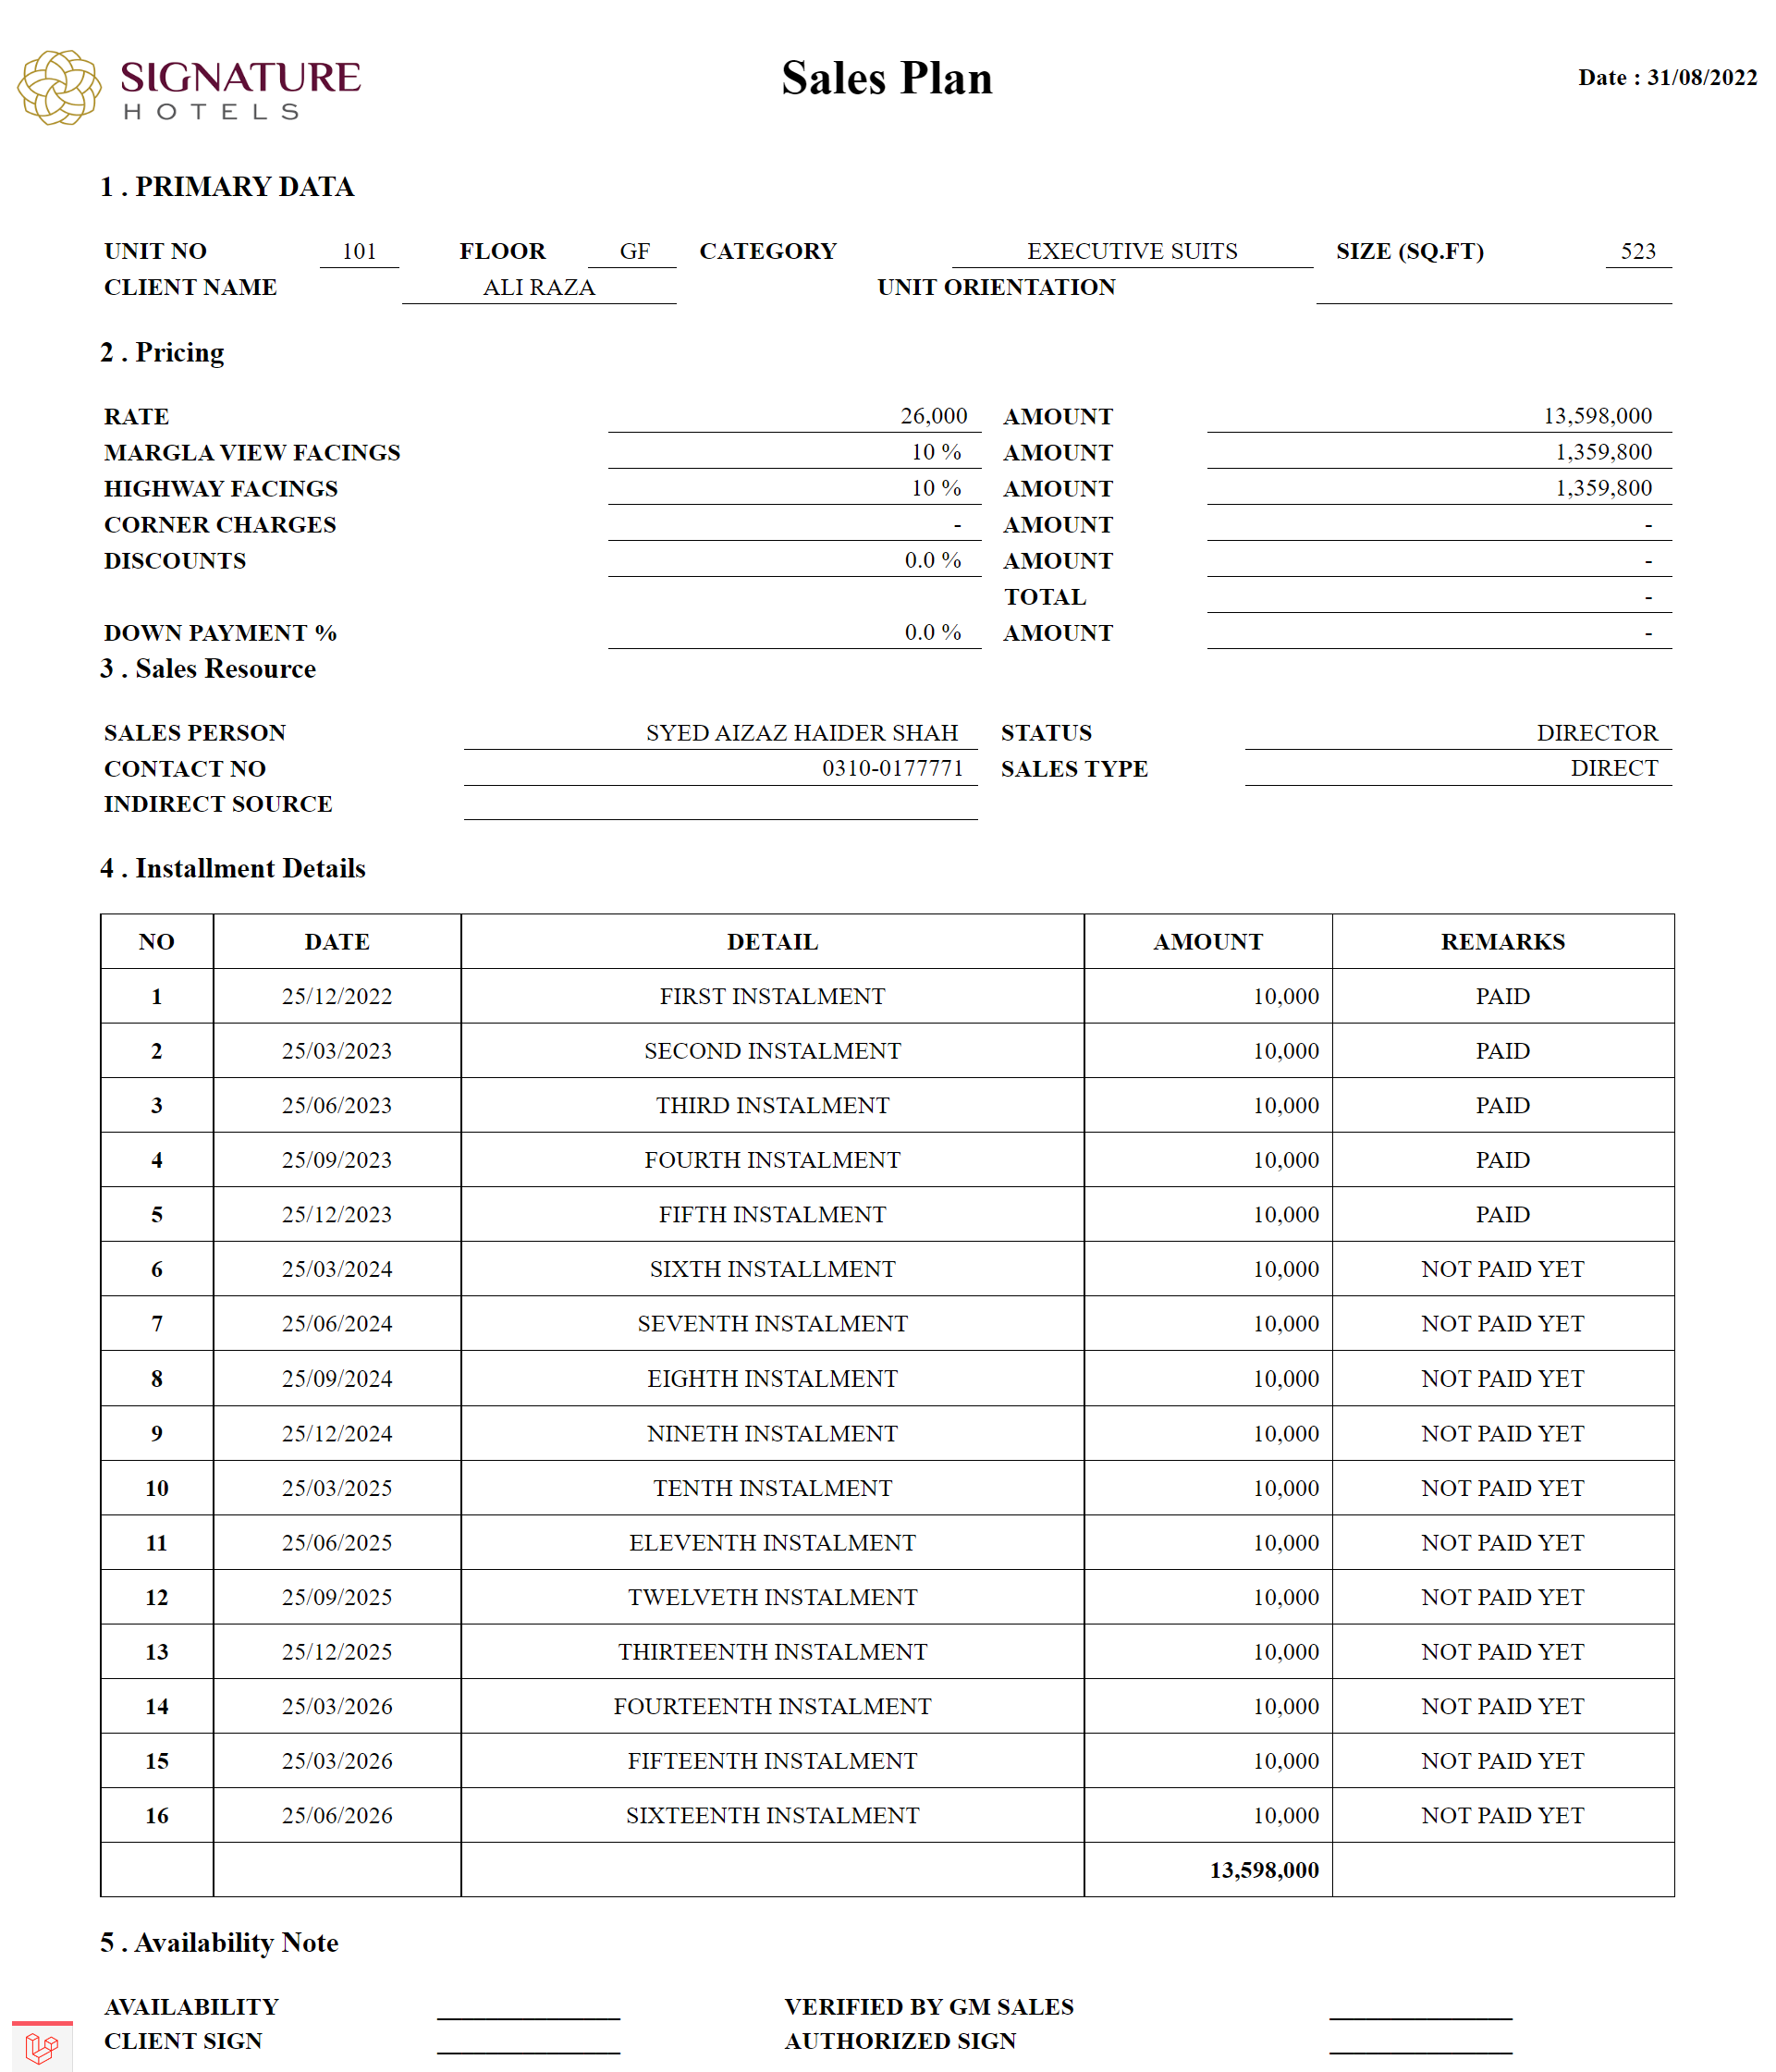 SIGNATURE
HOTELS
Sales Plan
Date : 31/08/2022
1 . PRIMARY DATA
UNIT NO 101 FLOOR GF CATEGORY EXECUTIVE SUITS SIZE (SQ.FT) 523
CLIENT NAME ALI RAZA UNIT ORIENTATION
2 . Pricing
RATE 26,000 AMOUNT 13,598,000
MARGLA VIEW FACINGS 10 % AMOUNT 1,359,800
HIGHWAY FACINGS 10 % AMOUNT 1,359,800
CORNER CHARGES - AMOUNT -
DISCOUNTS 0.0 % AMOUNT -
TOTAL -
DOWN PAYMENT % 0.0 % AMOUNT -
3 . Sales Resource
SALES PERSON SYED AIZAZ HAIDER SHAH STATUS DIRECTOR
CONTACT NO 0310-0177771 SALES TYPE DIRECT
INDIRECT SOURCE
4 . Installment Details
NO DATE DETAIL AMOUNT REMARKS
1 25/12/2022 FIRST INSTALMENT 10,000 PAID
2 25/03/2023 SECOND INSTALMENT 10,000 PAID
3 25/06/2023 THIRD INSTALMENT 10,000 PAID
4 25/09/2023 FOURTH INSTALMENT 10,000 PAID
5 25/12/2023 FIFTH INSTALMENT 10,000 PAID
6 25/03/2024 SIXTH INSTALLMENT 10,000 NOT PAID YET
7 25/06/2024 SEVENTH INSTALMENT 10,000 NOT PAID YET
8 25/09/2024 EIGHTH INSTALMENT 10,000 NOT PAID YET
9 25/12/2024 NINETH INSTALMENT 10,000 NOT PAID YET
10 25/03/2025 TENTH INSTALMENT 10,000 NOT PAID YET
11 25/06/2025 ELEVENTH INSTALMENT 10,000 NOT PAID YET
12 25/09/2025 TWELVETH INSTALMENT 10,000 NOT PAID YET
13 25/12/2025 THIRTEENTH INSTALMENT 10,000 NOT PAID YET
14 25/03/2026 FOURTEENTH INSTALMENT 10,000 NOT PAID YET
15 25/03/2026 FIFTEENTH INSTALMENT 10,000 NOT PAID YET
16 25/06/2026 SIXTEENTH INSTALMENT 10,000 NOT PAID YET
13,598,000
5 . Availability Note
AVAILABILITY VERIFIED BY GM SALES
CLIENT SIGN AUTHORIZED SIGN